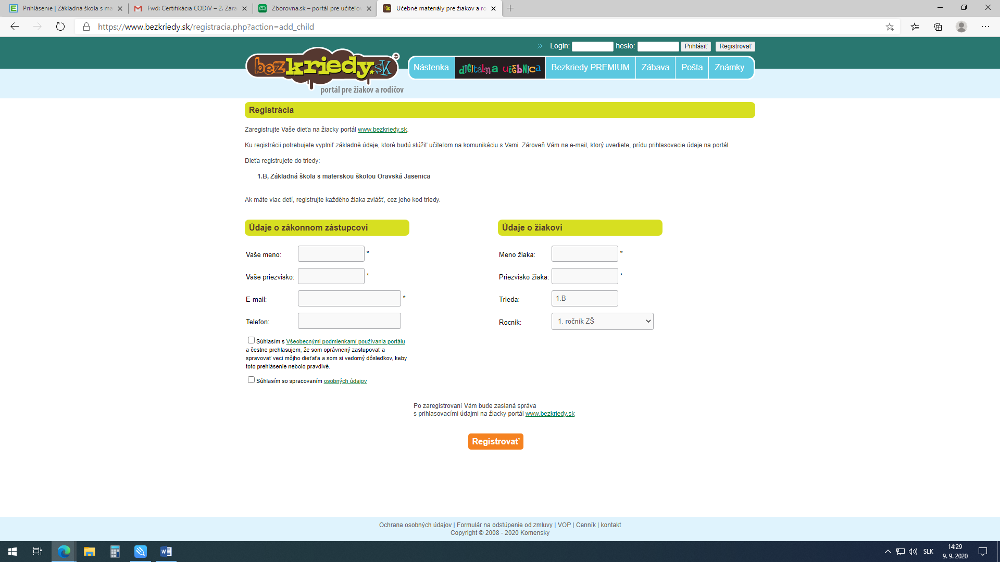 Prihlásenie | Základná škola s ma
Fwd: Certifikácia CODiV – 2. Zara
Zborovna.sk – portál pre učiteľov
Učebné materiály pre žiakov a ro
https://www.bezkriedy.sk/registracia.php?action=add_child
Login:
heslo:
Prihlásiť
Registrovať
bezkriedy.sk ©
portál pre žiakov a rodičov
Nástenka
digitálna učebnica
Bezkriedy PREMIUM
Zábava
Pošta
Známky
Registrácia
Zaregistrujte Vaše dieťa na žiacky portál www.bezkriedy.sk.
Ku registrácii potrebujete vyplniť základné údaje, ktoré budú slúžiť učiteľom na komunikáciu s Vami. Zároveň Vám na e-mail, ktorý uvediete, prídu prihlasovacie údaje na portál.
Dieťa registrujete do triedy:
1.B, Základná škola s materskou školou Oravská Jasenica
Ak máte viac detí, registrujte každého žiaka zvlášť, cez jeho kod triedy.
Údaje o zákonnom zástupcovi
Vaše meno: *
Vaše priezvisko: *
E-mail: *
Telefon:
Súhlasím s Všeobecnými podmienkamí používania portálu
a čestne prehlasujem, že som oprávnený zastupovať a
spravovať veci môjho dieťaťa a som si vedomý dôsledkov, keby
toto prehlásenie nebolo pravdivé.
Súhlasím so spracovaním osobných údajov
Údaje o žiakovi
Meno žiaka: *
Priezvisko žiaka: *
Trieda: 1.B
Rocnik: 1. ročník ZŠ
Po zaregistrovaní Vám bude zaslaná správa
s prihlasovacími údajmi na žiacky portál www.bezkriedy.sk
Registrovať
Ochrana osobných údajov | Formulár na odstúpenie od zmluvy | VOP | Cenník | kontakt
Copyright © 2008 - 2020 Komensky
SLK
14:29
9. 9. 2020